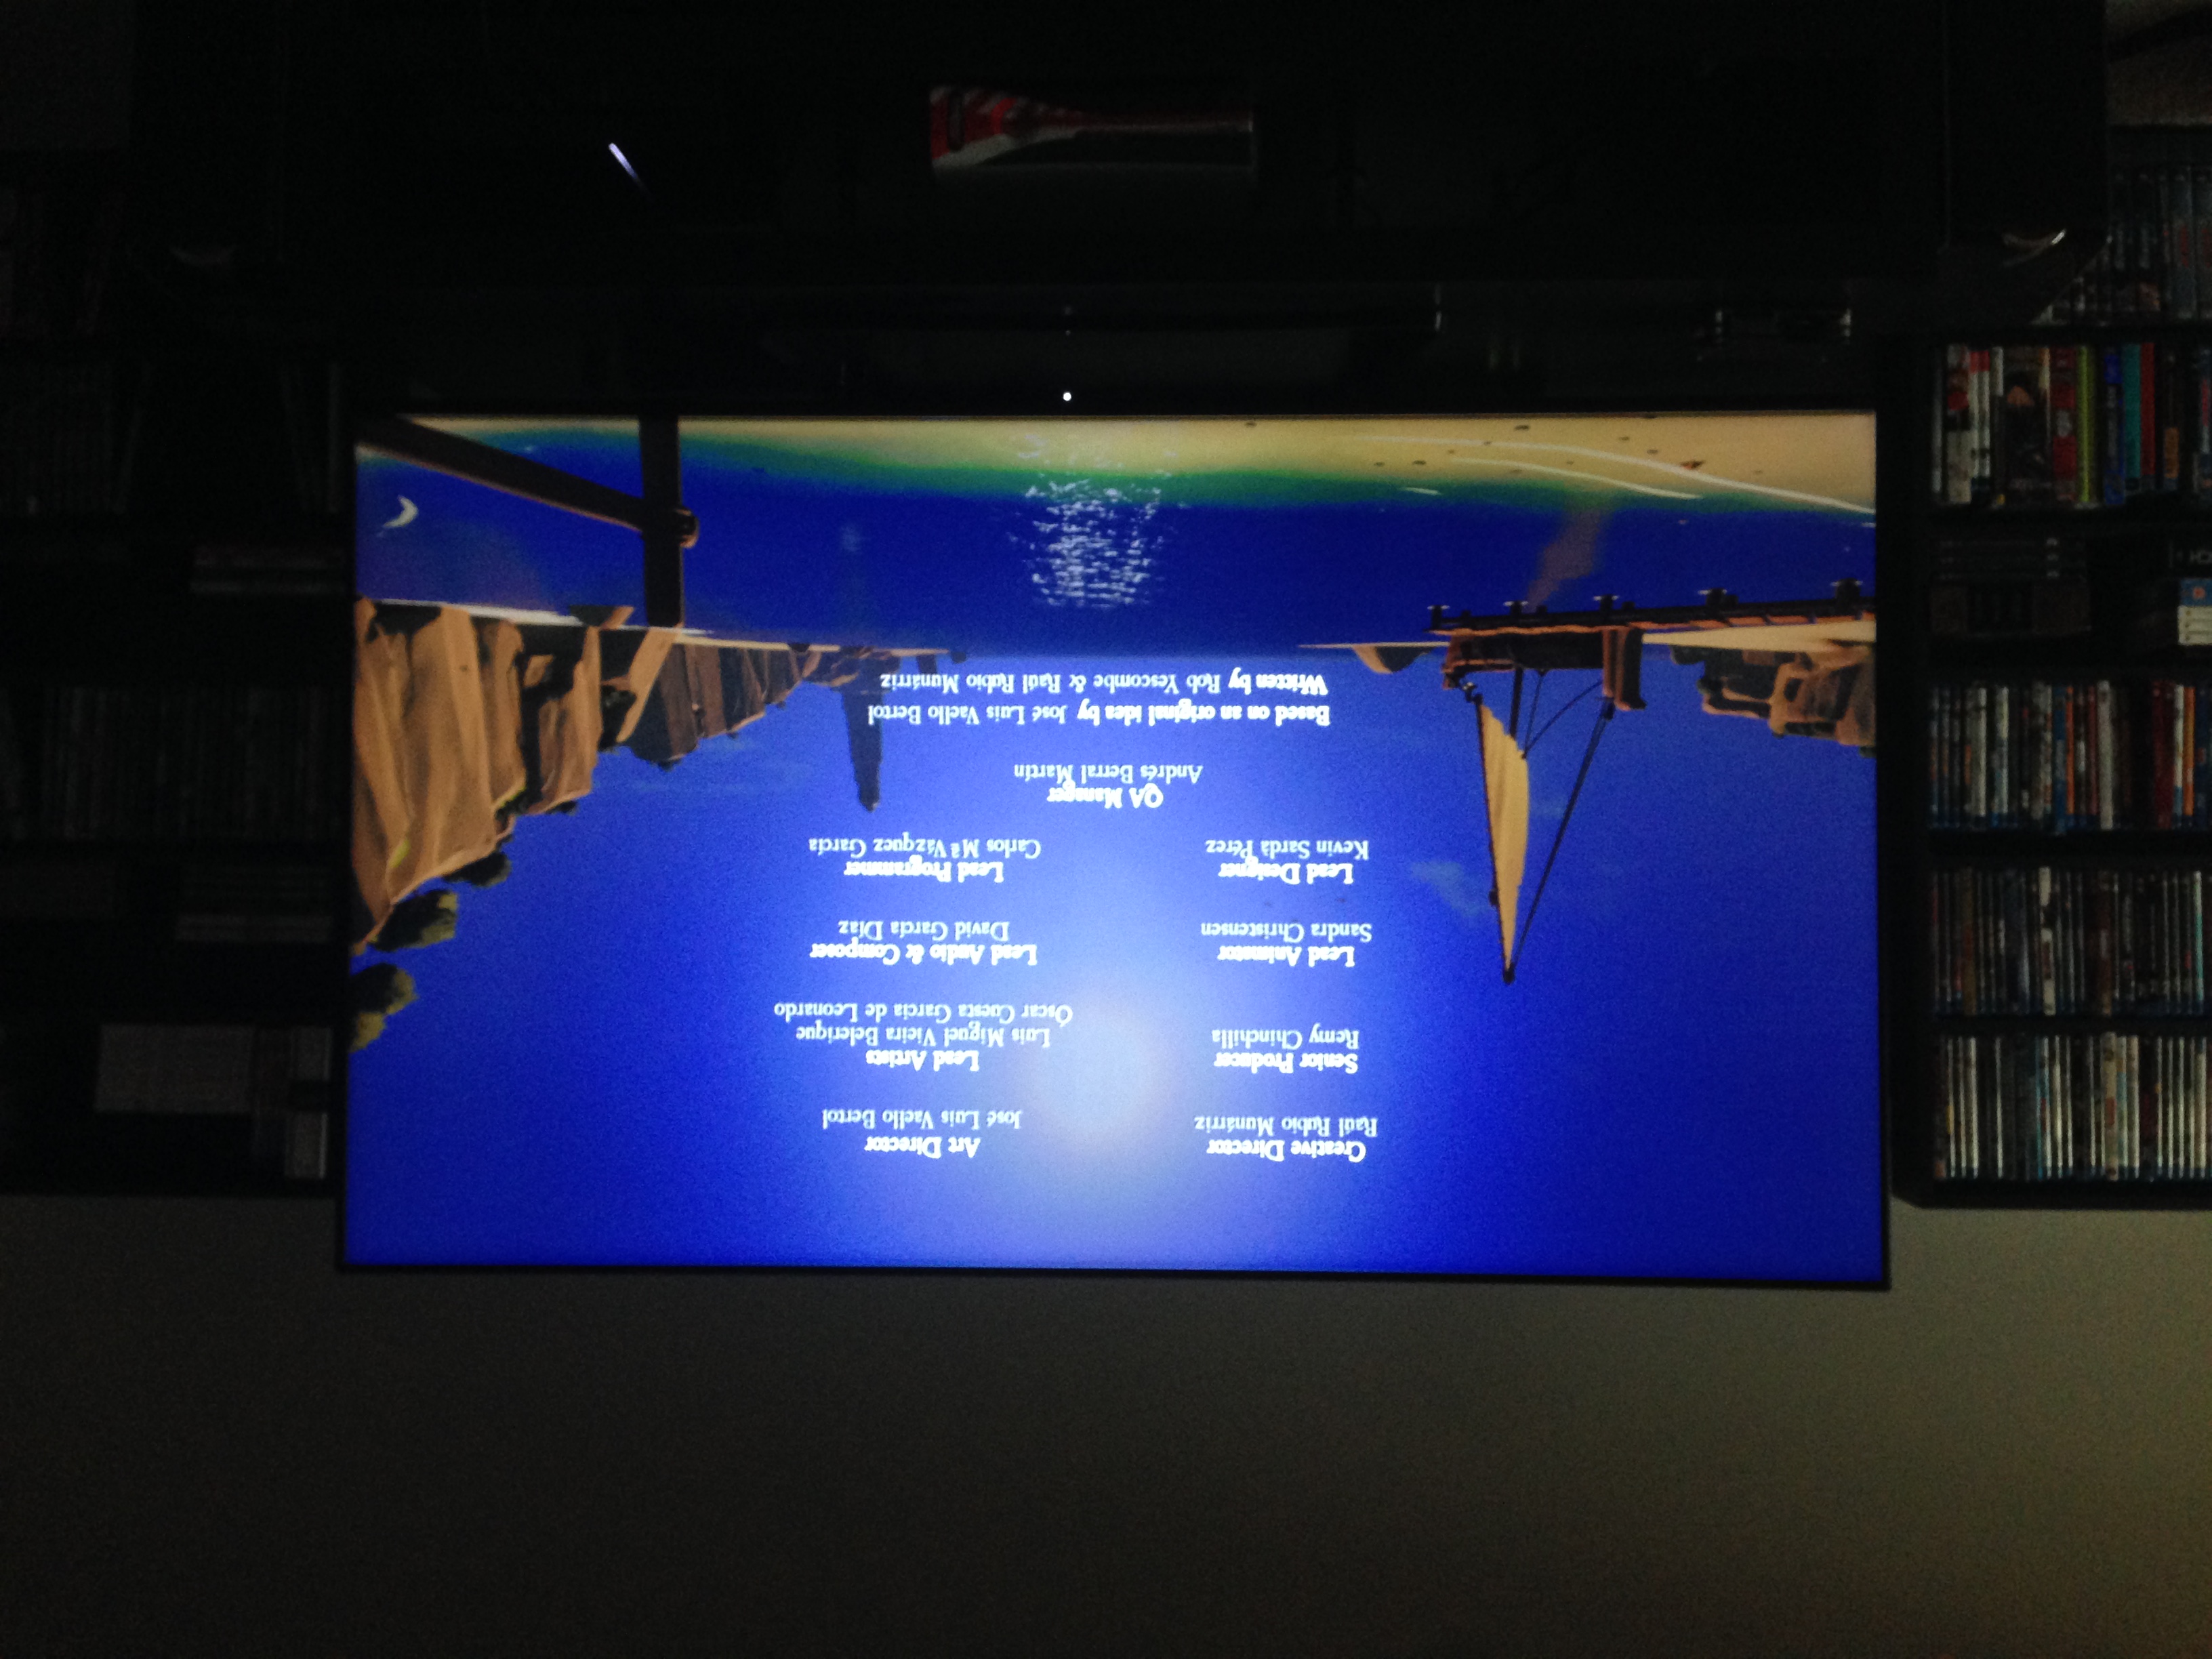 Creative Director
Raúl Rubio Munárriz
Art Director
José Luis Vaello Bertol
Senior Producer
Remy Chinchilla
Lead Artists
Luis Miguel Vieira Belerique
Óscar Cuesta Garcia de Leonardo
Lead Animator
Sandra Christensen
Lead Audio & Composer
David García Díaz
Lead Designer
Kevin Sardà Pérez
Lead Programmer
Carlos Mª Vázquez García
QA Manager
Andrés Berral Martín
Based on an original idea by José Luis Vaello Bertol
Written by Rob Yescombe & Raúl Rubio Munárriz